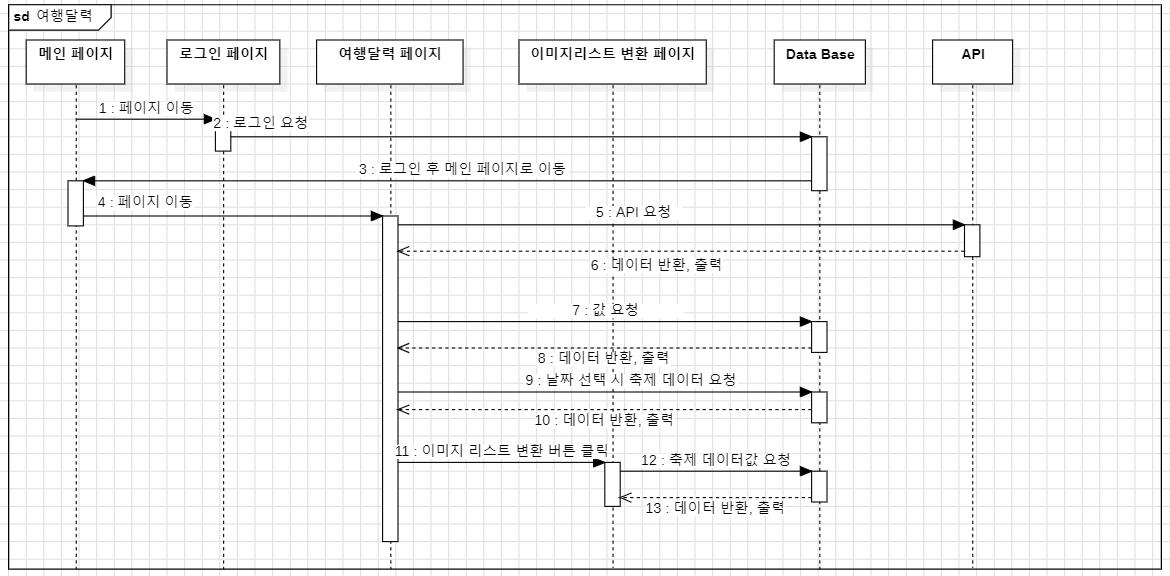 sd 여행달력
메인 페이지
로그인 페이지
여행달력 페이지
이미지리스트 변환 페이지
Data Base
API
1 : 페이지 이동
2 : 로그인 요청
3 : 로그인 후 메인 페이지로 이동
4 : 페이지 이동
5 : API 요청
6 : 데이터 반환, 출력
7 : 값 요청
8 : 데이터 반환, 출력
9 : 날짜 선택 시 축제 데이터 요청
10 : 데이터 반환, 출력
11 : 이미지 리스트 변환 버튼 클릭
12 : 축제 데이터값 요청
13 : 데이터 반환, 출력